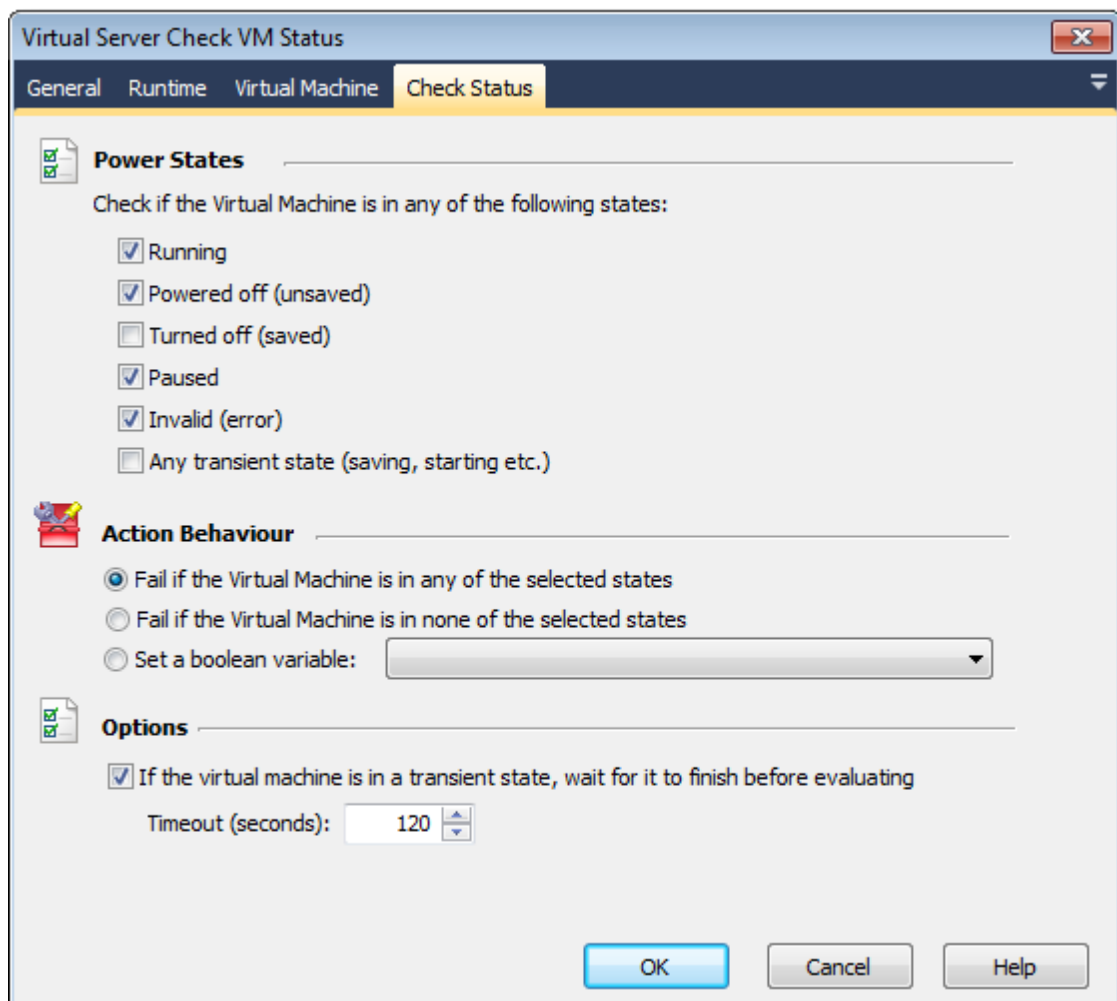 Virtual Server Check VM Status
General Runtime Virtual Machine Check Status
Power States
Check if the Virtual Machine is in any of the following states:
Running
Powered off (unsaved)
Turned off (saved)
Paused
Invalid (error)
Any transient state (saving, starting etc.)
Action Behaviour
Fail if the Virtual Machine is in any of the selected states
Fail if the Virtual Machine is in none of the selected states
Set a boolean variable:
Options
If the virtual machine is in a transient state, wait for it to finish before evaluating
Timeout (seconds): 120
OK Cancel Help